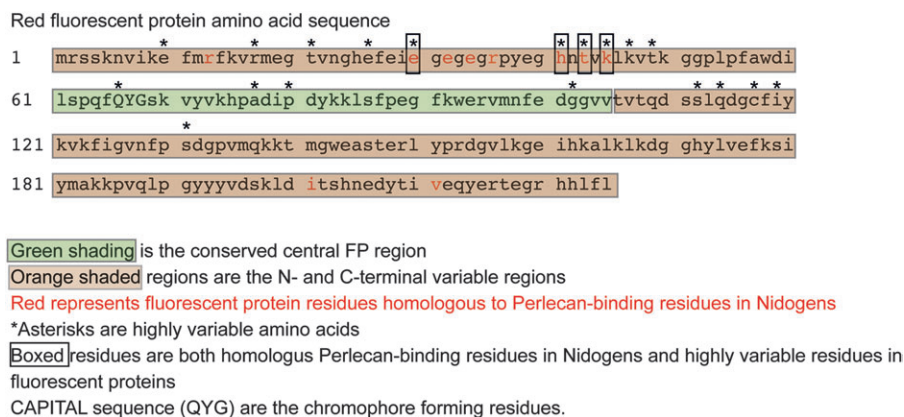 Red fluorescent protein amino acid sequence
* * * * * * * * * * *
1 mrssknvike fmrfkvrmeg tvnghefeie gegegrpyeg hntvklkvtk ggplpfawdi
* * * * * * * *
61 lspqfQYGsk vyvkhpadip dykklsfpeg fkwervmnfe dggvvtvtqd sslqdgcfiy
*
121 kvkfigvnfp sdgpvmqkkt mgweasterl yprdgvlkge ihkalklkdg ghylvefksi
181 ymakkpvqlp gyyyvdskld itshnedyti veqyertegr hhlfl
Green shading is the conserved central FP region
Orange shaded regions are the N- and C-terminal variable regions
Red represents fluorescent protein residues homologous to Perlecan-binding residues in Nidogens
*Asterisks are highly variable amino acids
Boxed residues are both homologus Perlecan-binding residues in Nidogens and highly variable residues in
fluorescent proteins
CAPITAL sequence (QYG) are the chromophore forming residues.